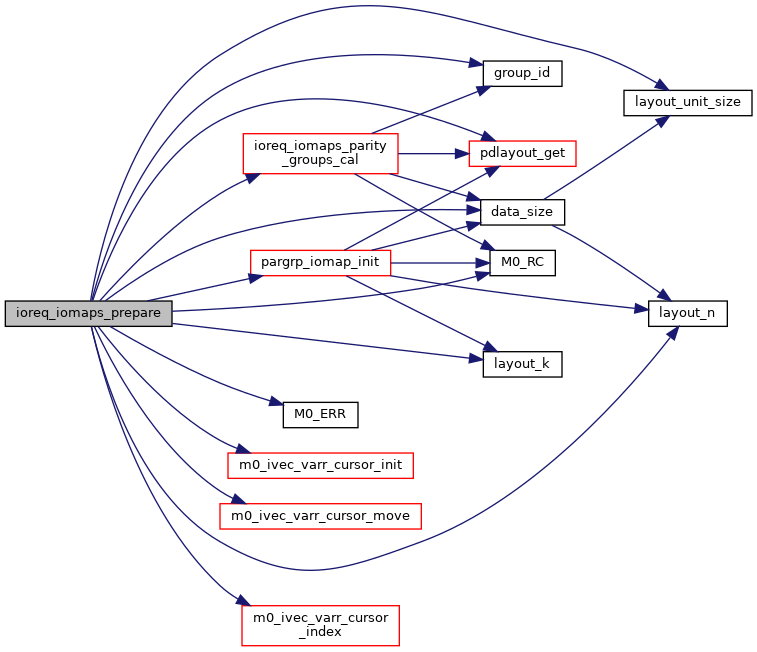 group_id
layout_unit_size
ioreq_iomaps_parity
_groups_cal
pdlayout_get
data_size
pargrp_iomap_init
M0_RC
ioreq_iomaps_prepare
layout_n
layout_k
M0_ERR
m0_ivec_varr_cursor_init
m0_ivec_varr_cursor_move
m0_ivec_varr_cursor
_index